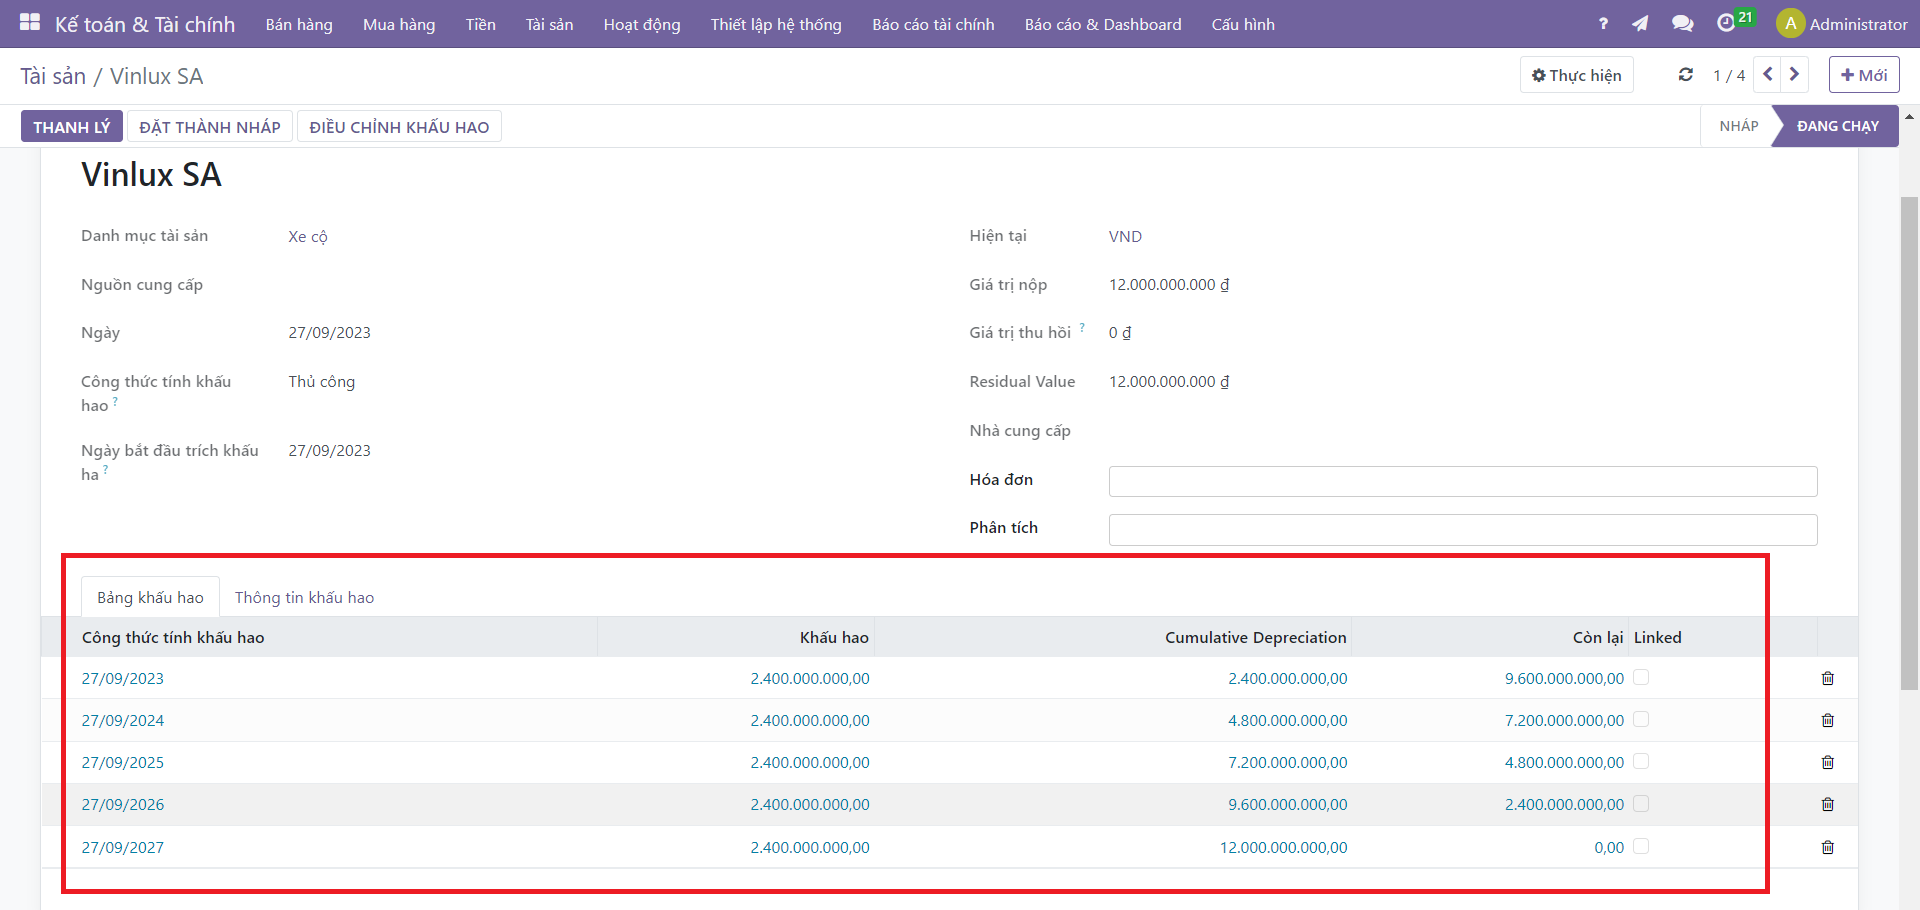 Kế toán & Tài chính Bán hàng Mua hàng Tiền Tài sản Hoạt động Thiết lập hệ thống Báo cáo tài chính Báo cáo & Dashboard Cấu hình ? 21 A Administrator
Tài sản / Vinlux SA Thực hiện 1 / 4 Mới
THANH LÝ ĐẶT THÀNH NHÁP ĐIỀU CHỈNH KHẤU HAO NHÁP ĐANG CHẠY
Vinlux SA
Danh mục tài sản Xe cộ Hiện tại VND
Nguồn cung cấp Giá trị nộp 12.000.000.000 ₫
Ngày 27/09/2023 Giá trị thu hồi ? 0 ₫
Công thức tính khấu Thủ công Residual Value 12.000.000.000 ₫
hao ?
Nhà cung cấp
Ngày bắt đầu trích khấu 27/09/2023
ha ?
Hóa đơn
Phân tích
Bảng khấu hao Thông tin khấu hao
Công thức tính khấu hao Khấu hao Cumulative Depreciation Còn lại Linked
27/09/2023 2.400.000.000,00 2.400.000.000,00 9.600.000.000,00
27/09/2024 2.400.000.000,00 4.800.000.000,00 7.200.000.000,00
27/09/2025 2.400.000.000,00 7.200.000.000,00 4.800.000.000,00
27/09/2026 2.400.000.000,00 9.600.000.000,00 2.400.000.000,00
27/09/2027 2.400.000.000,00 12.000.000.000,00 0,00